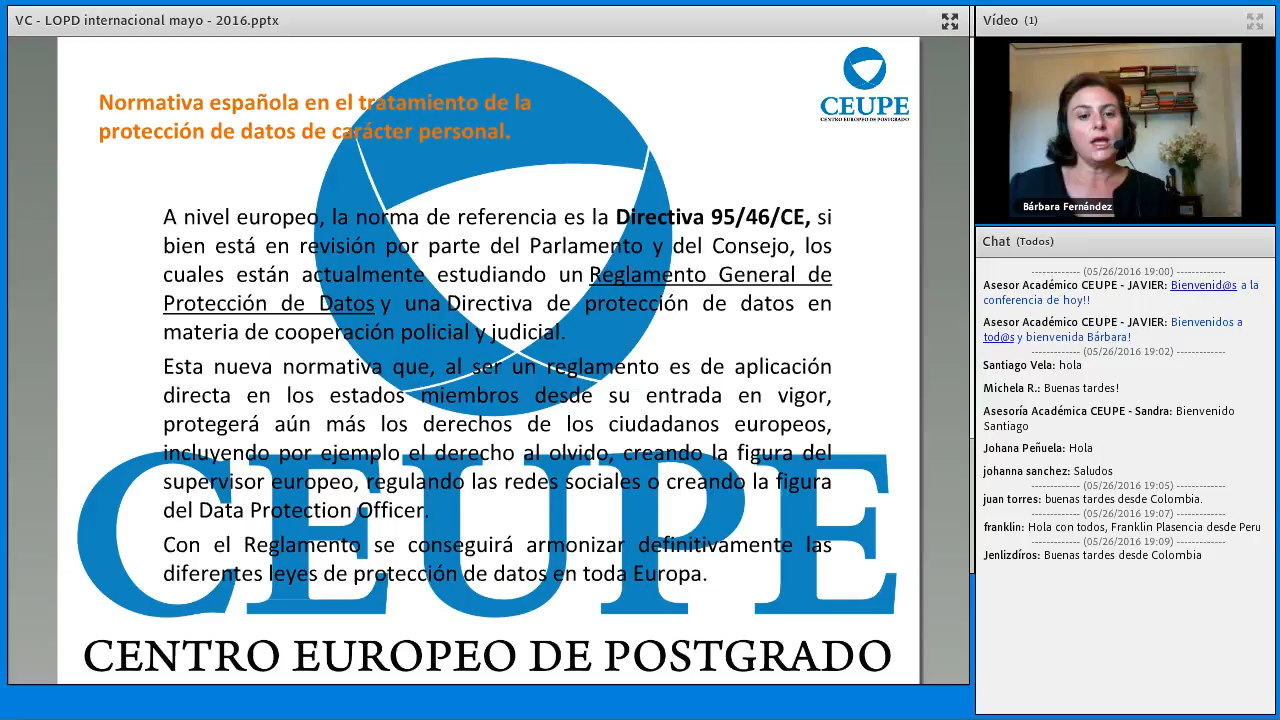 VC - LOPD internacional mayo - 2016.pptx
Normativa española en el tratamiento de la
protección de datos de carácter personal.
CEUPE
CENTRO EUROPEO DE POSTGRADO
A nivel europeo, la norma de referencia es la Directiva 95/46/CE, si
bien está en revisión por parte del Parlamento y del Consejo, los
cuales están actualmente estudiando un Reglamento General de
Protección de Datos y una Directiva de protección de datos en
materia de cooperación policial y judicial.
Esta nueva normativa que, al ser un reglamento es de aplicación
directa en los estados miembros desde su entrada en vigor,
protegerá aún más los derechos de los ciudadanos europeos,
incluyendo por ejemplo el derecho al olvido, creando la figura del
supervisor europeo, regulando las redes sociales o creando la figura
del Data Protection Officer.
Con el Reglamento se conseguirá armonizar definitivamente las
diferentes leyes de protección de datos en toda Europa.
CEUPE
CENTRO EUROPEO DE POSTGRADO
Vídeo (1)
Bárbara Fernández
Chat (Todos)
------------ (05/26/2016 19:00) ------------
Asesor Académico CEUPE - JAVIER: Bienvenid@s a la
conferencia de hoy!!
Asesor Académico CEUPE - JAVIER: Bienvenidos a
tod@s y bienvenida Bárbara!
------------ (05/26/2016 19:02) ------------
Santiago Vela: hola
Michela R.: Buenas tardes!
Asesoría Académica CEUPE - Sandra: Bienvenido
Santiago
Johana Peñuela: Hola
johanna sanchez: Saludos
------------ (05/26/2016 19:05) ------------
juan torres: buenas tardes desde Colombia.
------------ (05/26/2016 19:07) ------------
franklin: Hola con todos, Franklin Plasencia desde Peru
------------ (05/26/2016 19:09) ------------
Jenlizdíros: Buenas tardes desde Colombia